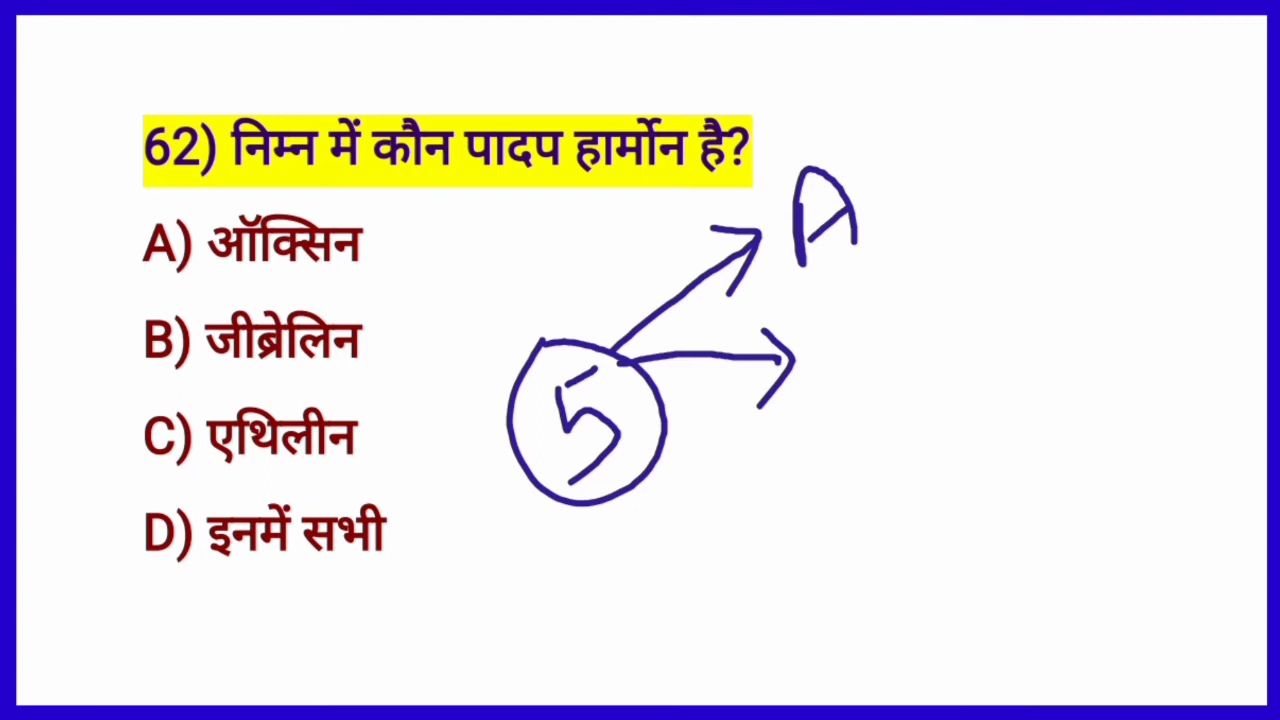 62) निम्न में कौन पादप हार्मोन है?
A) ऑक्सिन
B) जीब्रेलिन
C) एथिलीन
D) इनमें सभी
A
5